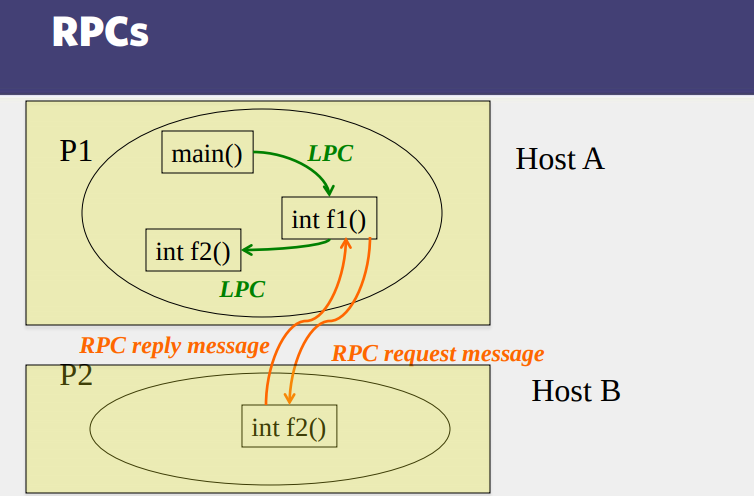 RPCs
P1
main()
LPC
Host A
int f1()
int f2()
LPC
RPC reply message
RPC request message
P2
Host B
int f2()